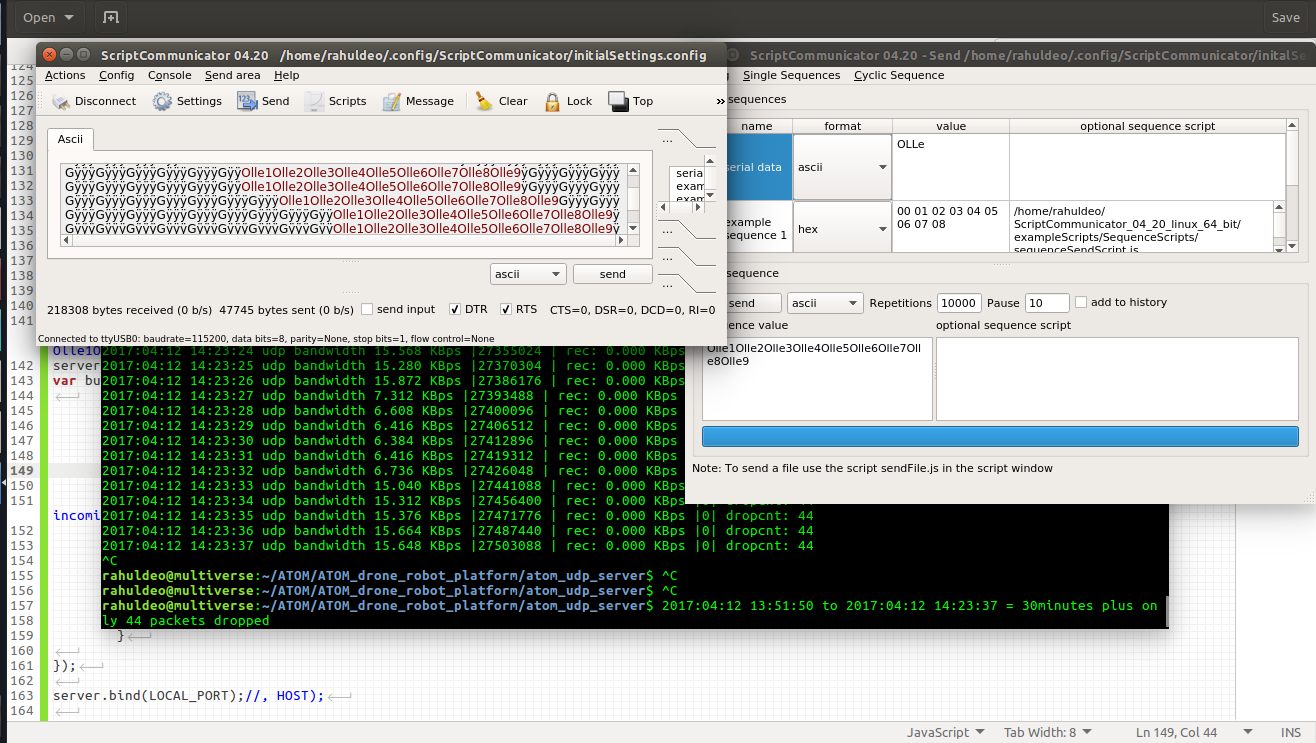 Open
Save
ScriptCommunicator 04.20 /home/rahuldeo/.config/ScriptCommunicator/initialSettings.config
Actions Config Console Send area Help
Disconnect Settings Send Scripts Message Clear Lock Top »
Ascii
GÿÿÿGÿÿÿGÿÿÿGÿÿÿGÿÿÿGÿÿOlle1Olle2Olle3Olle4Olle5Olle6Olle7Olle8Olle9ÿGÿÿÿGÿÿÿGÿÿÿ
GÿÿÿGÿÿÿGÿÿÿGÿÿÿGÿÿÿGÿÿOlle1Olle2Olle3Olle4Olle5Olle6Olle7Olle8Olle9ÿGÿÿÿGÿÿÿGÿÿÿ
GÿÿÿGÿÿÿGÿÿÿGÿÿÿGÿÿÿGÿÿÿGÿÿÿOlle1Olle2Olle3Olle4Olle5Olle6Olle7Olle8Olle9GÿÿÿGÿÿÿ
GÿÿÿGÿÿÿGÿÿÿGÿÿÿGÿÿÿGÿÿÿGÿÿÿGÿÿÿGÿÿOlle1Olle2Olle3Olle4Olle5Olle6Olle7Olle8Olle9ÿ
GÿÿÿGÿÿÿGÿÿÿGÿÿÿGÿÿÿGÿÿÿGÿÿÿGÿÿÿGÿÿOlle1Olle2Olle3Olle4Olle5Olle6Olle7Olle8Olle9ÿ
...
seria
exam
exam
...
...
...
ascii send
218308 bytes received (0 b/s) 47745 bytes sent (0 b/s) send input DTR RTS CTS=0, DSR=0, DCD=0, RI=0
Connected to ttyUSB0: baudrate=115200, data bits=8, parity=None, stop bits=1, flow control=None
ScriptCommunicator 04.20 - Send /home/rahuldeo/.config/ScriptCommunicator/initalSe
Single Sequences Cyclic Sequence
sequences
name format value optional sequence script
serial data ascii OLLe
example
sequence 1
hex
00 01 02 03 04 05
06 07 08
/home/rahuldeo/
ScriptCommunicator_04_20_linux_64_bit/
exampleScripts/SequenceScripts/
sequenceSendScript.js
sequence
send ascii Repetitions 10000 Pause 10 add to history
ence value optional sequence script
Olle1Olle2Olle3Olle4Olle5Olle6Olle7Oll
e8Olle9
Note: To send a file use the script sendFile.js in the script window
124
125
126
127
128
129
130
131
132
133
134
135
136
137
138
139
140
141
Olle1O
142 server
143 var bu
144
145
146
147
148
149
150
151
incomi
152
153
154
155
156
157
158
159 }
160
161 });
162
163 server.bind(LOCAL_PORT);//, HOST);
164
2017:04:12 14:23:24 udp bandwidth 15.568 KBps |27355024 | rec: 0.000 KBps
2017:04:12 14:23:25 udp bandwidth 15.280 KBps |27370304 | rec: 0.000 KBps
2017:04:12 14:23:26 udp bandwidth 15.872 KBps |27386176 | rec: 0.000 KBps
2017:04:12 14:23:27 udp bandwidth 7.312 KBps |27393488 | rec: 0.000 KBps
2017:04:12 14:23:28 udp bandwidth 6.608 KBps |27400096 | rec: 0.000 KBps
2017:04:12 14:23:29 udp bandwidth 6.416 KBps |27406512 | rec: 0.000 KBps
2017:04:12 14:23:30 udp bandwidth 6.384 KBps |27412896 | rec: 0.000 KBps
2017:04:12 14:23:31 udp bandwidth 6.416 KBps |27419312 | rec: 0.000 KBps
2017:04:12 14:23:32 udp bandwidth 6.736 KBps |27426048 | rec: 0.000 KBps
2017:04:12 14:23:33 udp bandwidth 15.040 KBps |27441088 | rec: 0.000 KBps
2017:04:12 14:23:34 udp bandwidth 15.312 KBps |27456400 | rec: 0.000 KBps |0| dropcnt: 44
2017:04:12 14:23:35 udp bandwidth 15.376 KBps |27471776 | rec: 0.000 KBps |0| dropcnt: 44
2017:04:12 14:23:36 udp bandwidth 15.664 KBps |27487440 | rec: 0.000 KBps |0| dropcnt: 44
2017:04:12 14:23:37 udp bandwidth 15.648 KBps |27503088 | rec: 0.000 KBps |0| dropcnt: 44
^C
rahuldeo@multiverse:~/ATOM/ATOM_drone_robot_platform/atom_udp_server$ ^C
rahuldeo@multiverse:~/ATOM/ATOM_drone_robot_platform/atom_udp_server$ ^C
rahuldeo@multiverse:~/ATOM/ATOM_drone_robot_platform/atom_udp_server$ 2017:04:12 13:51:50 to 2017:04:12 14:23:37 = 30minutes plus on
ly 44 packets dropped
JavaScript Tab Width: 8 Ln 149, Col 44 INS